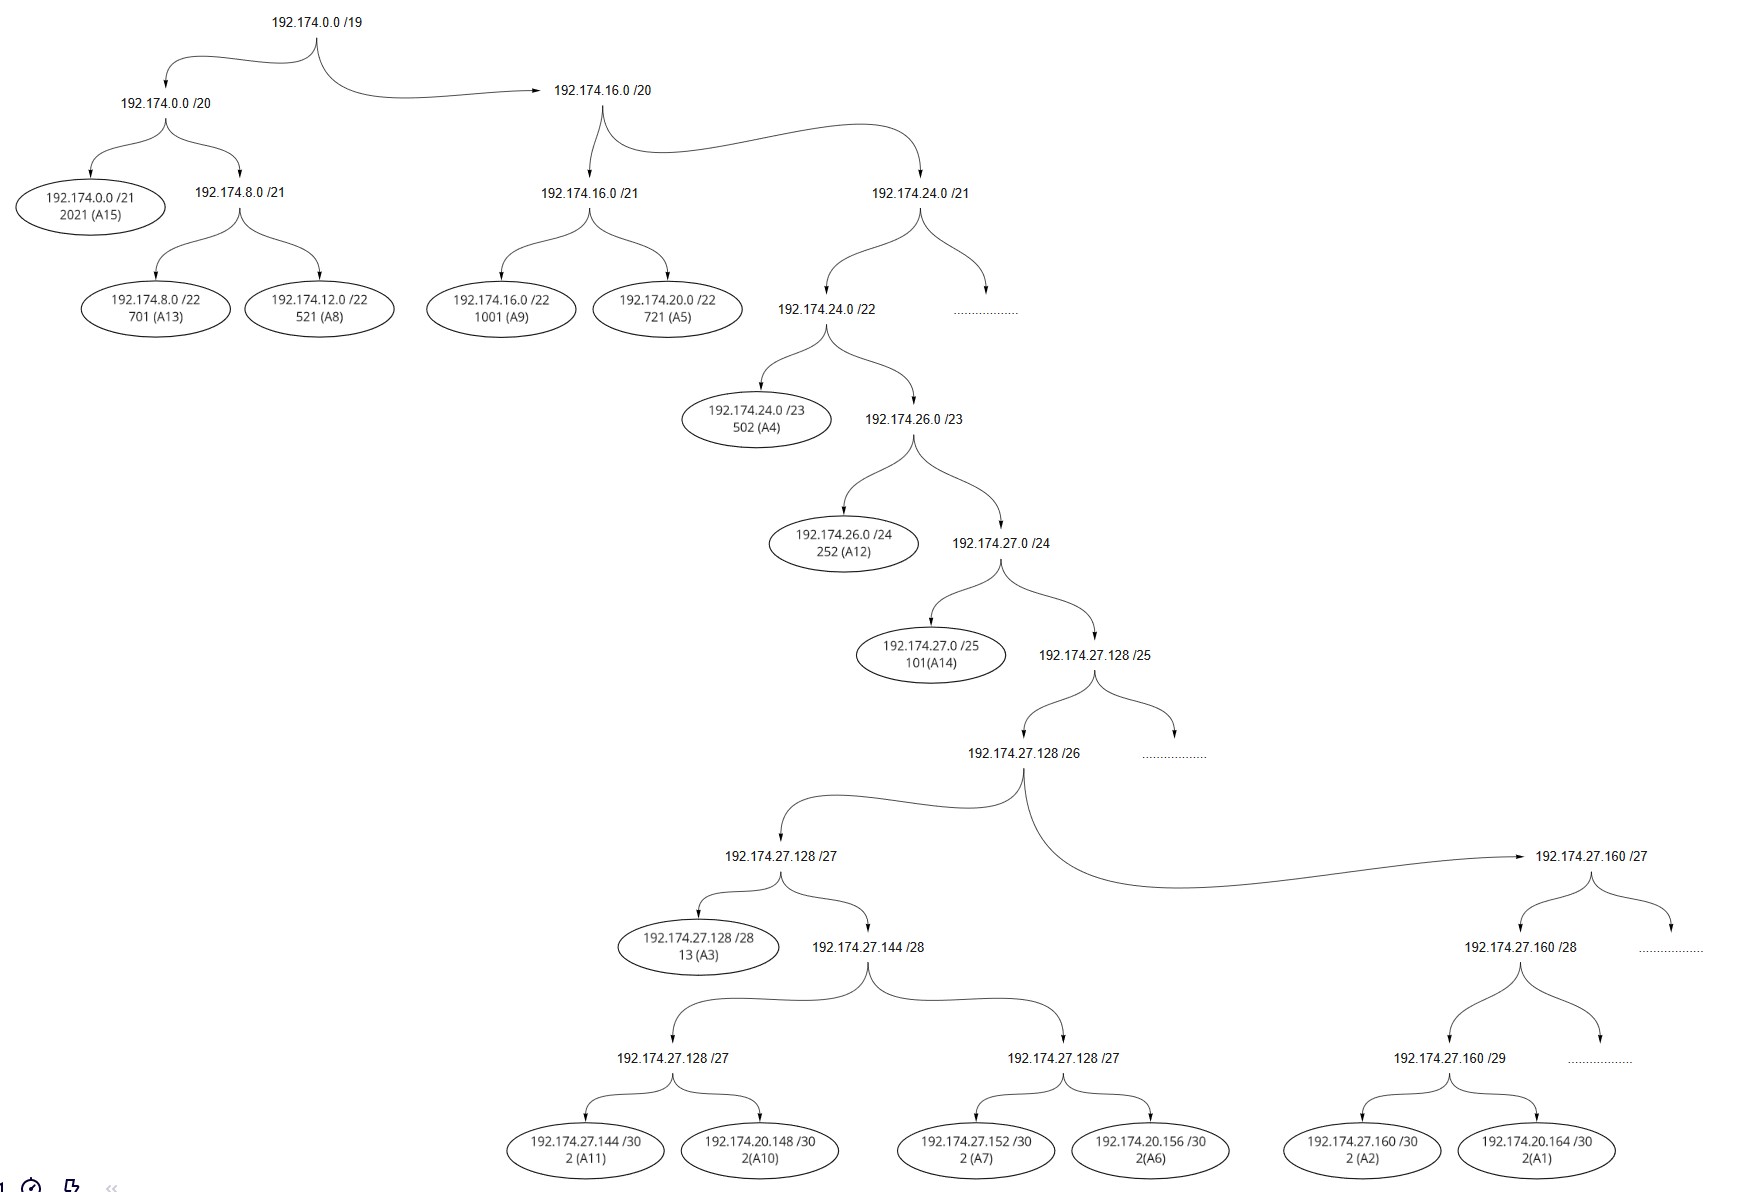 192.174.0.0 /19
192.174.0.0 /20
192.174.16.0 /20
192.174.0.0 /21
2021 (A15)
192.174.8.0 /21
192.174.16.0 /21
192.174.24.0 /21
192.174.8.0 /22
701 (A13)
192.174.12.0 /22
521 (A8)
192.174.16.0 /22
1001 (A9)
192.174.20.0 /22
721 (A5)
192.174.24.0 /22
..................
192.174.24.0 /23
502 (A4)
192.174.26.0 /23
192.174.26.0 /24
252 (A12)
192.174.27.0 /24
192.174.27.0 /25
101(A14)
192.174.27.128 /25
192.174.27.128 /26
..................
192.174.27.128 /27
192.174.27.160 /27
192.174.27.128 /28
13 (A3)
192.174.27.144 /28
192.174.27.160 /28
..................
192.174.27.128 /27
192.174.27.128 /27
192.174.27.160 /29
..................
192.174.27.144 /30
2 (A11)
192.174.20.148 /30
2(A10)
192.174.27.152 /30
2 (A7)
192.174.20.156 /30
2(A6)
192.174.27.160 /30
2 (A2)
192.174.20.164 /30
2(A1)